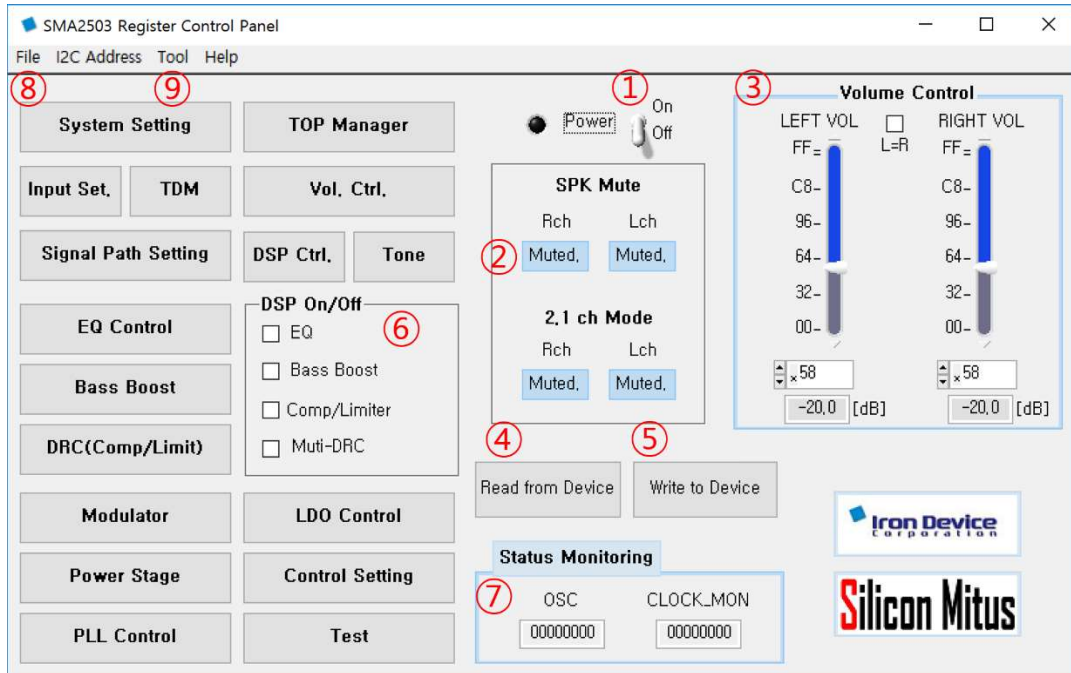 SMA2503 Register Control Panel
File I2C Address Tool Help
⑧ ⑨
System Setting
TOP Manager
Input Set, TDM
Vol, Ctrl,
Signal Path Setting
DSP Ctrl, Tone
EQ Control
Bass Boost
DRC(Comp/Limit)
DSP On/Off
⑥
EQ
Bass Boost
Comp/Limiter
Muti-DRC
Modulator
LDO Control
Power Stage
Control Setting
PLL Control
Test
①
Power
On
Off
SPK Mute
Rch Lch
② Muted, Muted,
2,1 ch Mode
Rch Lch
Muted, Muted,
④ ⑤
Read from Device
Write to Device
Status Monitoring
⑦
OSC CLOCK_MON
00000000 00000000
③ Volume Control
LEFT VOL L=R RIGHT VOL
FF FF
C8 C8
96 96
64 64
32 32
00 00
x 58 x 58
-20,0 [dB] -20,0 [dB]
Iron Device
Corporation
Silicon Mitus